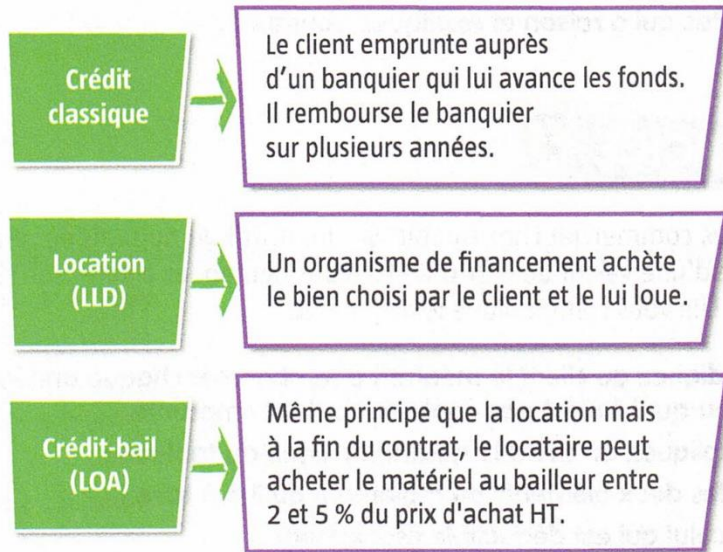 Crédit
classique
Le client emprunte auprès
d'un banquier qui lui avance les fonds.
Il rembourse le banquier
sur plusieurs années.
Location
(LLD)
Un organisme de financement achète
le bien choisi par le client et le lui loue.
Crédit-bail
(LOA)
Même principe que la location mais
à la fin du contrat, le locataire peut
acheter le matériel au bailleur entre
2 et 5 % du prix d'achat HT.